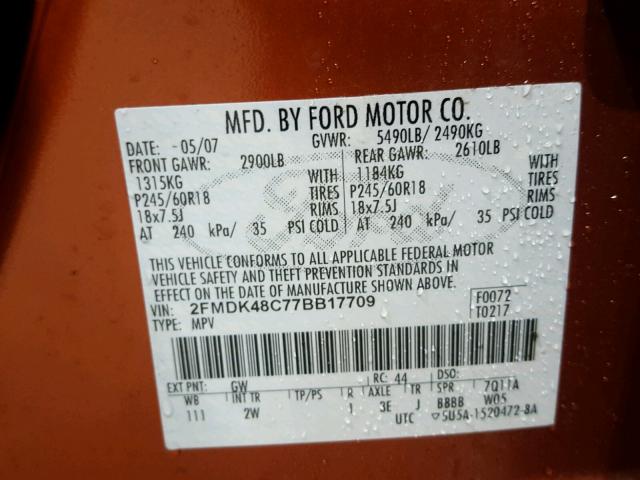 MFD. BY FORD MOTOR CO.
DATE: 05/07 GVWR: 5490LB/ 2490KG
FRONT GAWR: 2900LB REAR GAWR: 2610LB
1315KG WITH 1184KG WITH
P245/60R18 TIRES P245/60R18 TIRES
18x7.5J RIMS 18x7.5J RIMS
AT 240 kPa/ 35 PSI COLD AT 240 kPa/ 35 PSI COLD
THIS VEHICLE CONFORMS TO ALL APPLICABLE FEDERAL MOTOR
VEHICLE SAFETY AND THEFT PREVENTION STANDARDS IN
EFFECT ON THE DATE OF MANUFACTURE SHOWN ABOVE.
VIN: 2FMDK48C77BB17709 F0072
TYPE: MPV T0217
EXT PNT: GW RC: 44 DSO:
WB INT TR TP/PS R AXLE TR SPR 7Q11A
111 2W 1 3E J BBBB W05
UTC 5U5A-1520472-BA
Ford